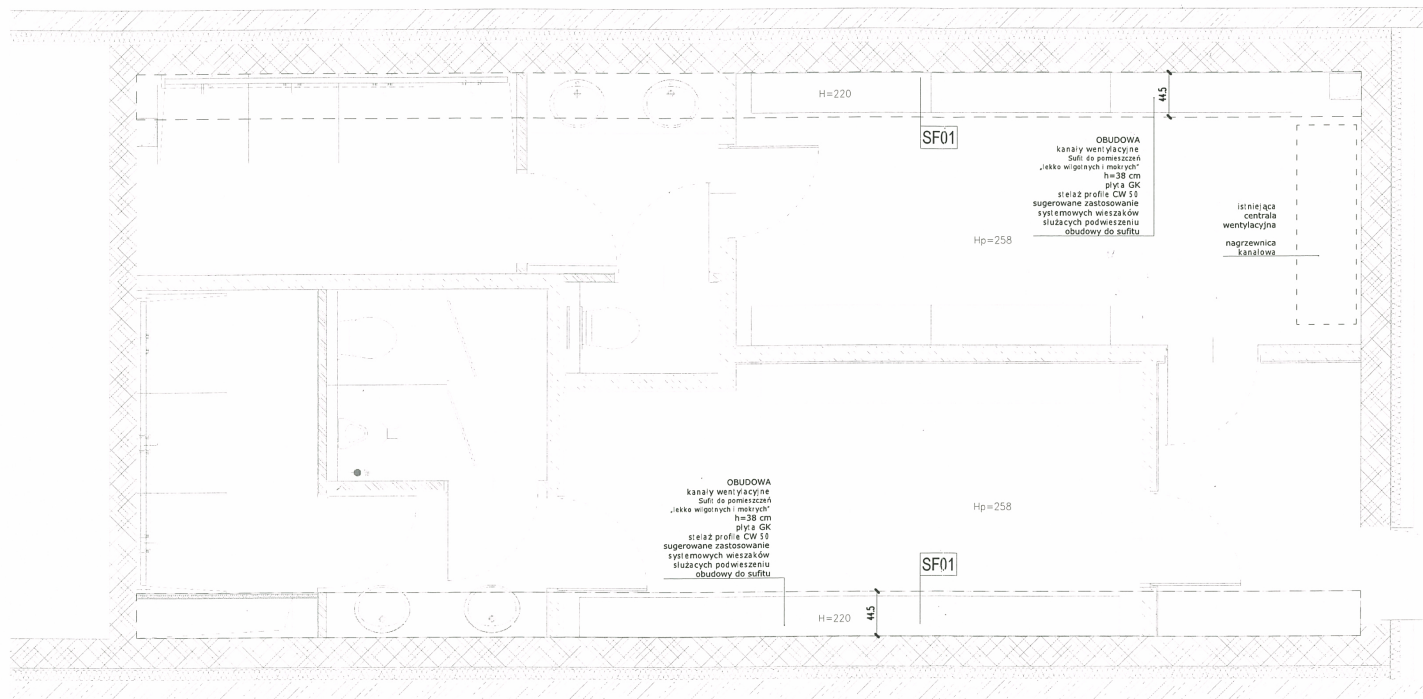 H=220
44.5
SF01
OBUDOWA
kanały wentylacyjne
Sufit do pomieszczeń
„lekko wilgotnych i mokrych"
h=38 cm
płyta GK
stelaż profile CW 50
sugerowane zastosowanie
systemowych wieszaków
służacych podwieszeniu
obudowy do sufitu
istniejąca
centrala
wentylacyjna
nagrzewnica
kanałowa
Hp=258
OBUDOWA
kanały wentylacyjne
Sufit do pomieszczeń
„lekko wilgotnych i mokrych"
h=38 cm
płyta GK
stelaż profile CW 50
sugerowane zastosowanie
systemowych wieszaków
służacych podwieszeniu
obudowy do sufitu
Hp=258
SF01
H=220
44.5